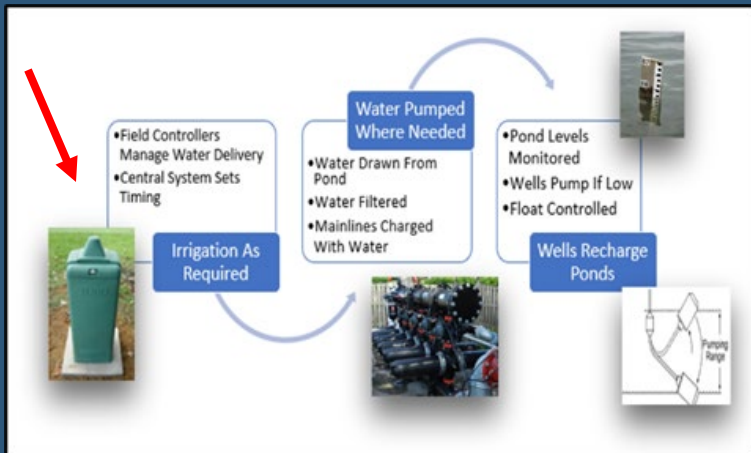 •Field Controllers
Manage Water Delivery
•Central System Sets
Timing
Irrigation As
Required
Water Pumped
Where Needed
•Water Drawn From
Pond
•Water Filtered
•Mainlines Charged
With Water
•Pond Levels
Monitored
•Wells Pump If Low
•Float Controlled
Wells Recharge
Ponds
Pumping
Range